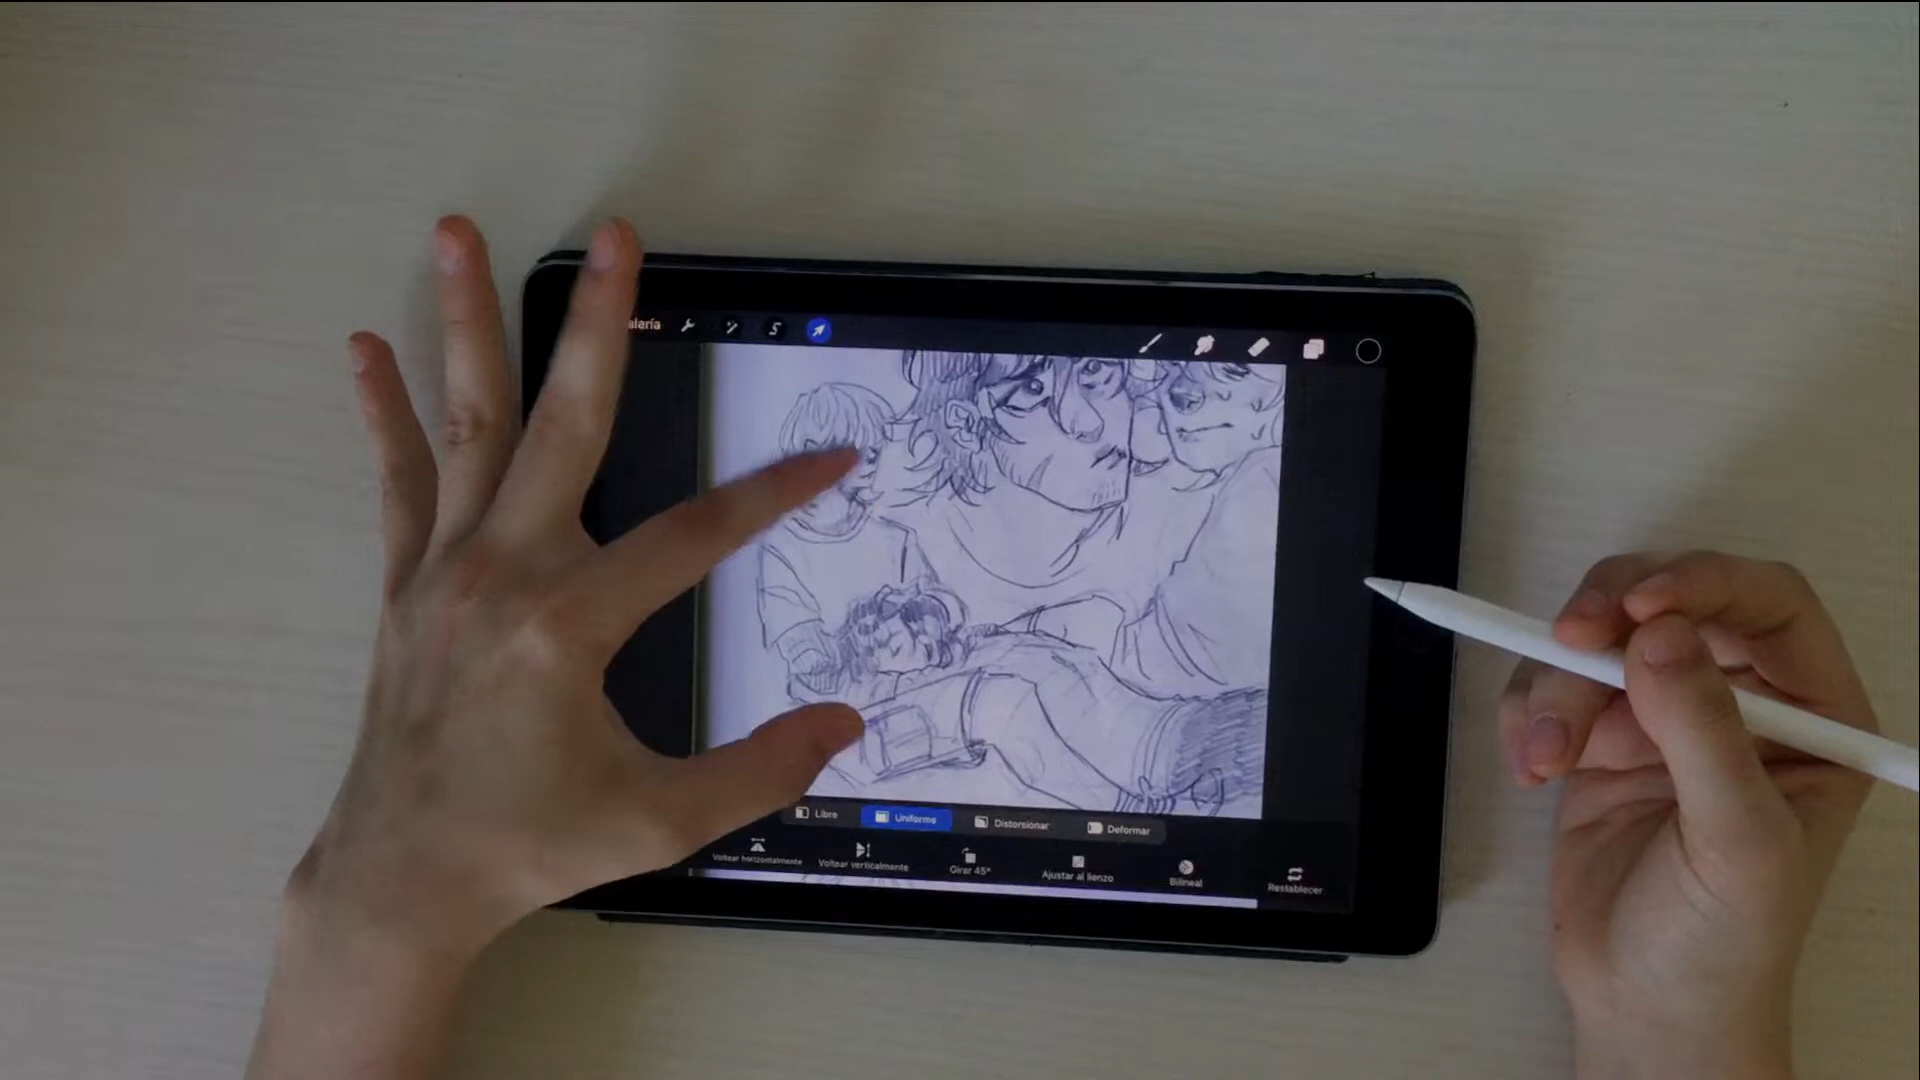 alería
Libre Uniforme Distorsionar Deformar
Voltear horizontalmente Voltear verticalmente Girar 45° Ajustar al lienzo Bilineal Restablecer